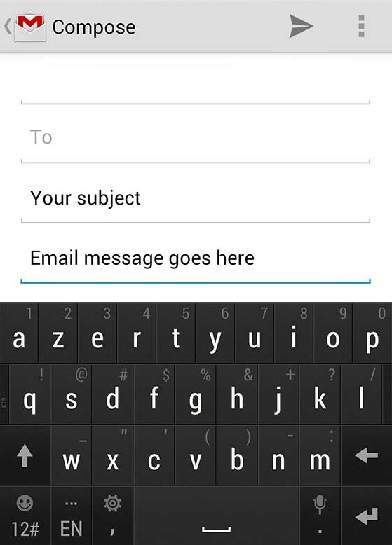 Compose
To
Your subject
Email message goes here
1 2 3 4 5 6 7 8 9 0
a z e r t y u i o p
! @ # $ % & + ? /
q s d f g h j k l
_ " ' ( ) - :
w x c v b n m
... 
12# EN , .